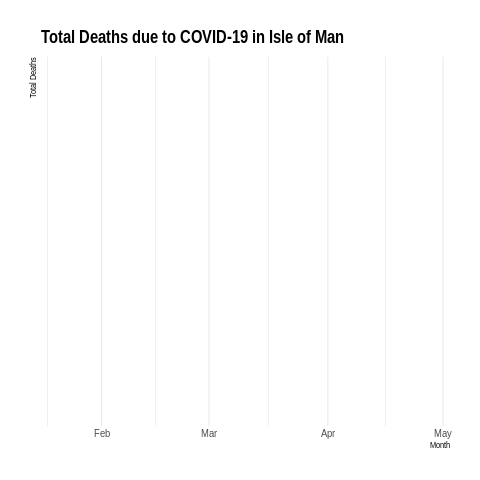 Total Deaths due to COVID-19 in Isle of Man
Total Deaths
Feb Mar Apr May
Month